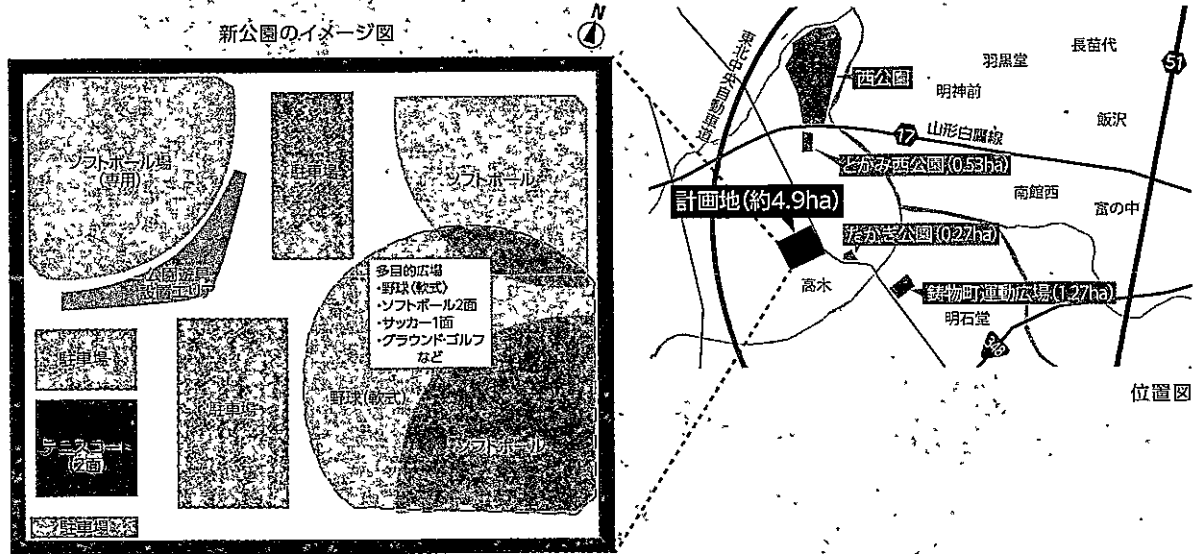 新公園のイメージ図
N
ソフトボール場
(専用)
駐車場
ソフトボール
公園遊具
設置エリア
多目的広場
・野球(軟式)
・ソフトボール2面
・サッカー1面
・グラウンド・ゴルフ
など
駐車場
駐車場
野球(軟式)
テニスコート
(2面)
ソフトボール
駐車場
東北中央自動車道
西公園
羽黒堂
長苗代
51
明神前
飯沢
17
山形白鷹線
とかみ西公園(0.53ha)
南館西
計画地(約4.9ha)
富の中
たかぎ公園(0.27ha)
高木
鋳物町運動広場(1.27ha)
明石堂
位置図